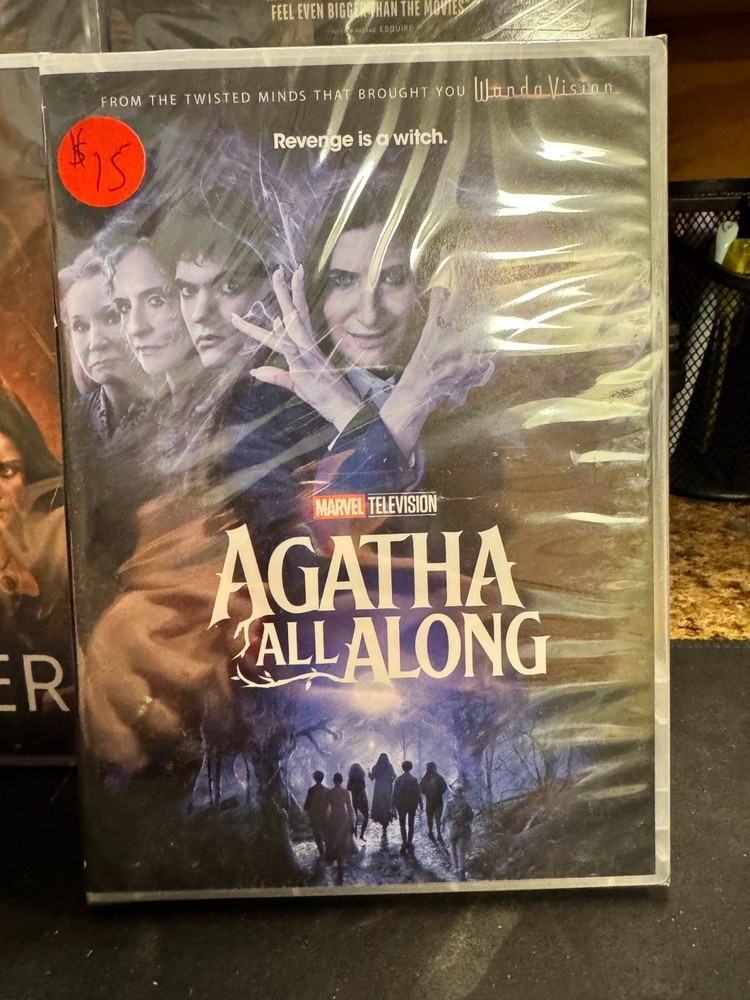 FEEL EVEN BIGGER THAN THE MOVIES"
ESQUIRE
FROM THE TWISTED MINDS THAT BROUGHT YOU WandaVision
Revenge is a witch.
$15
MARVEL TELEVISION
AGATHA
ALL ALONG
ER